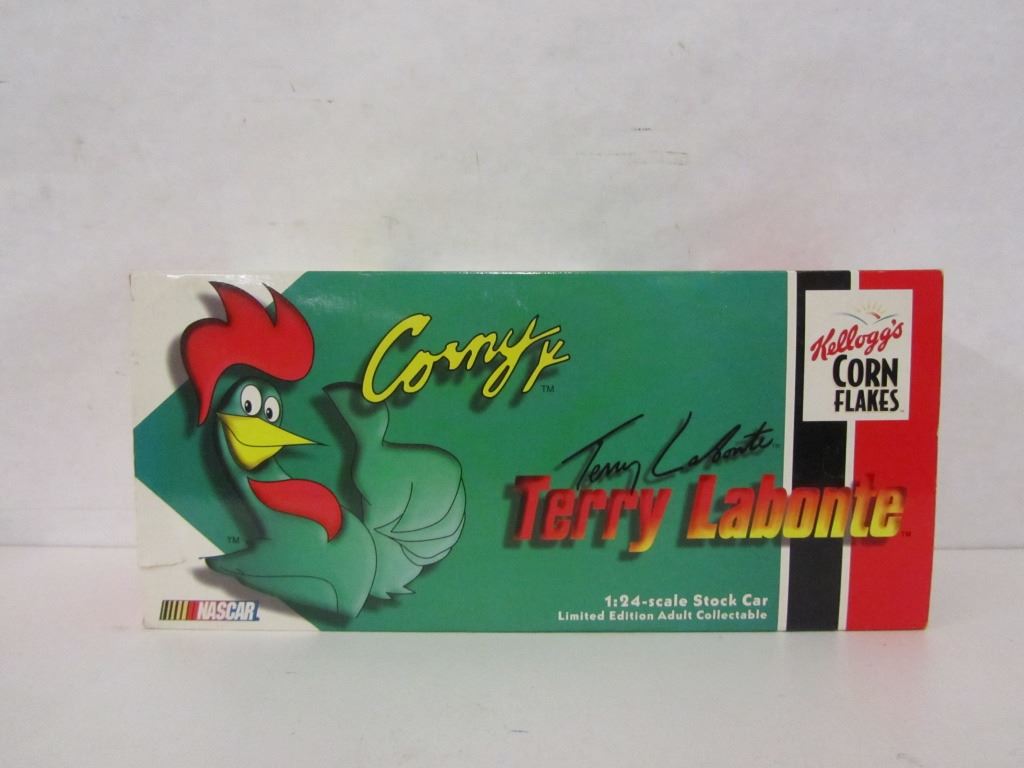 Corny
TM
Kellogg's
CORN
FLAKES
Terry Labonte
Terry Labonte
TM
TM
NASCAR
1:24-scale Stock Car
Limited Edition Adult Collectable